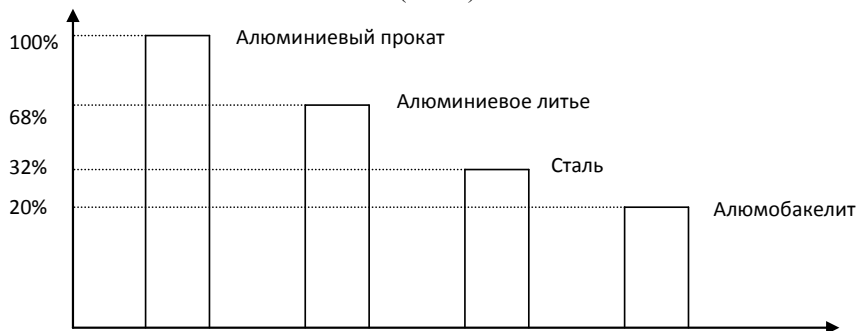 100%
Алюминиевый прокат
68%
Алюминиевое литье
32%
Сталь
20%
Алюмобакелит